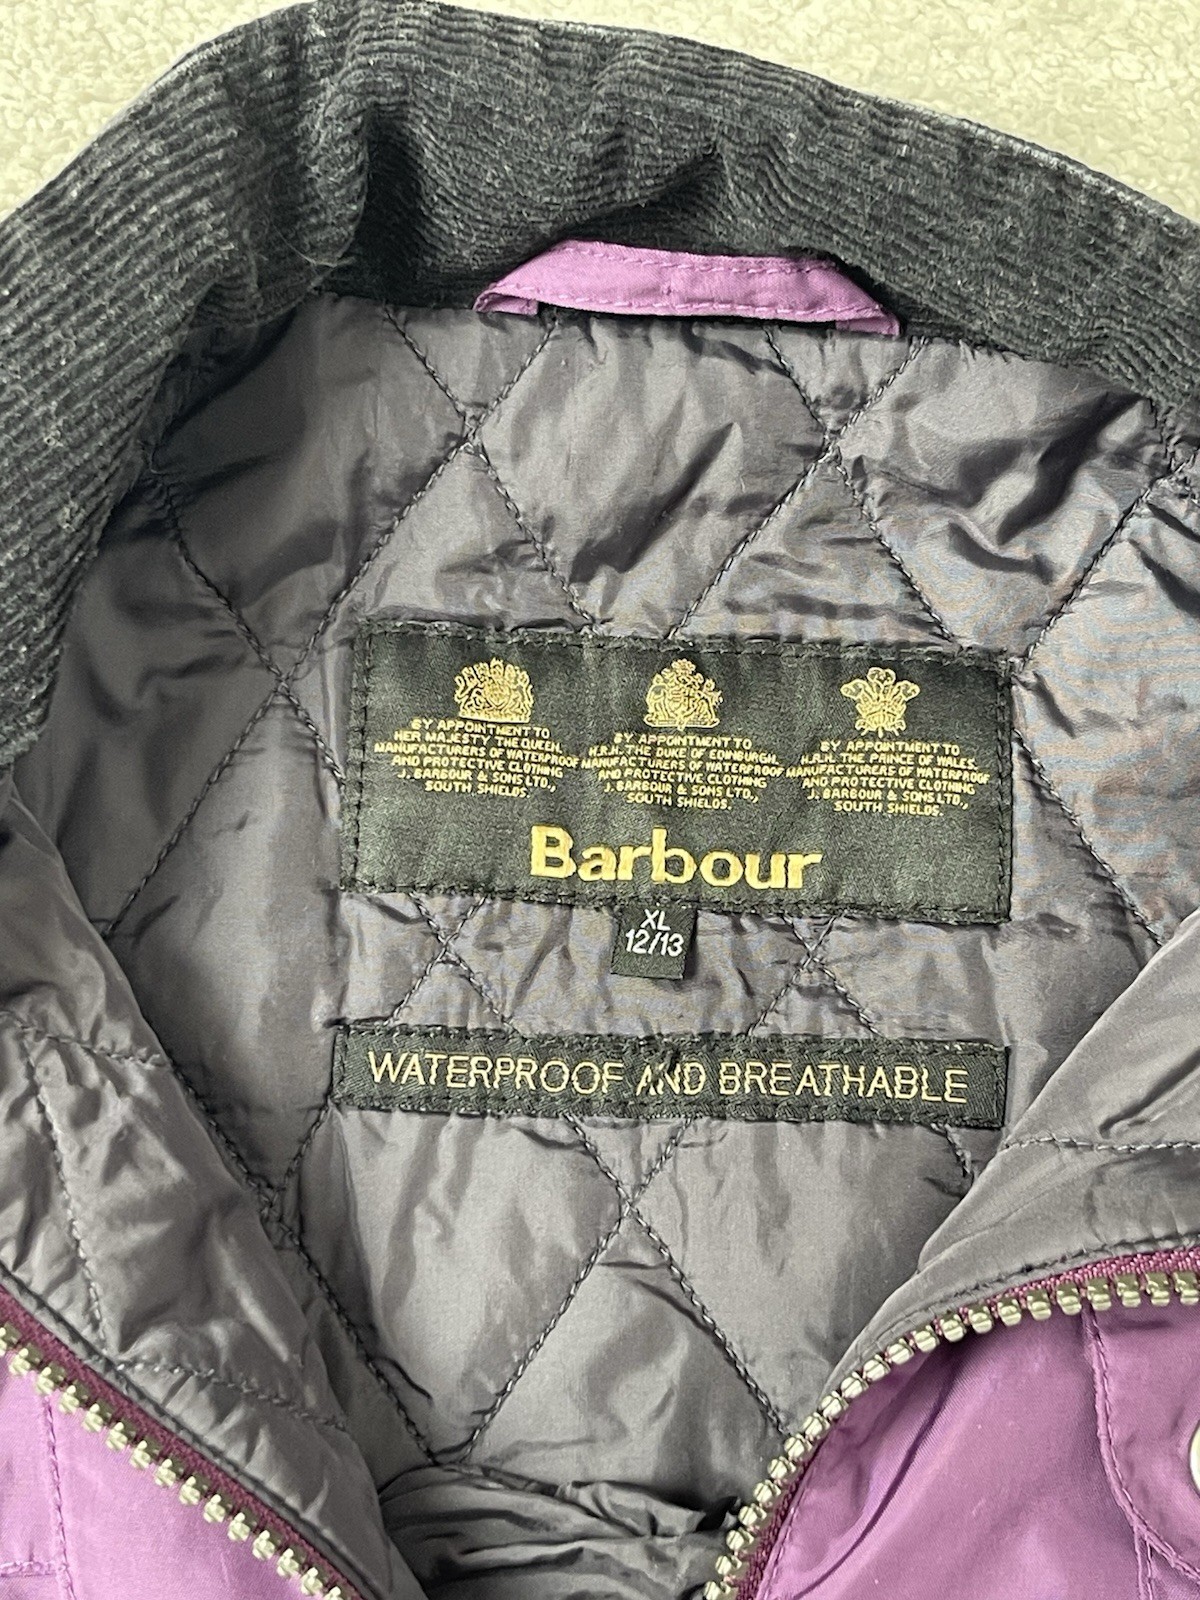 BY APPOINTMENT TO
HER MAJESTY THE QUEEN.
MANUFACTURERS OF WATERPROOF
AND PROTECTIVE CLOTHING
J. BARBOUR & SONS LTD.,
SOUTH SHIELDS.
BY APPOINTMENT TO
H.R.H. THE DUKE OF EDINBURGH.
MANUFACTURERS OF WATERPROOF
AND PROTECTIVE CLOTHING
J. BARBOUR & SONS LTD.,
SOUTH SHIELDS.
BY APPOINTMENT TO
H.R.H. THE PRINCE OF WALES.
MANUFACTURERS OF WATERPROOF
AND PROTECTIVE CLOTHING
J. BARBOUR & SONS LTD.,
SOUTH SHIELDS.
Barbour
XL
12/13
WATERPROOF AND BREATHABLE